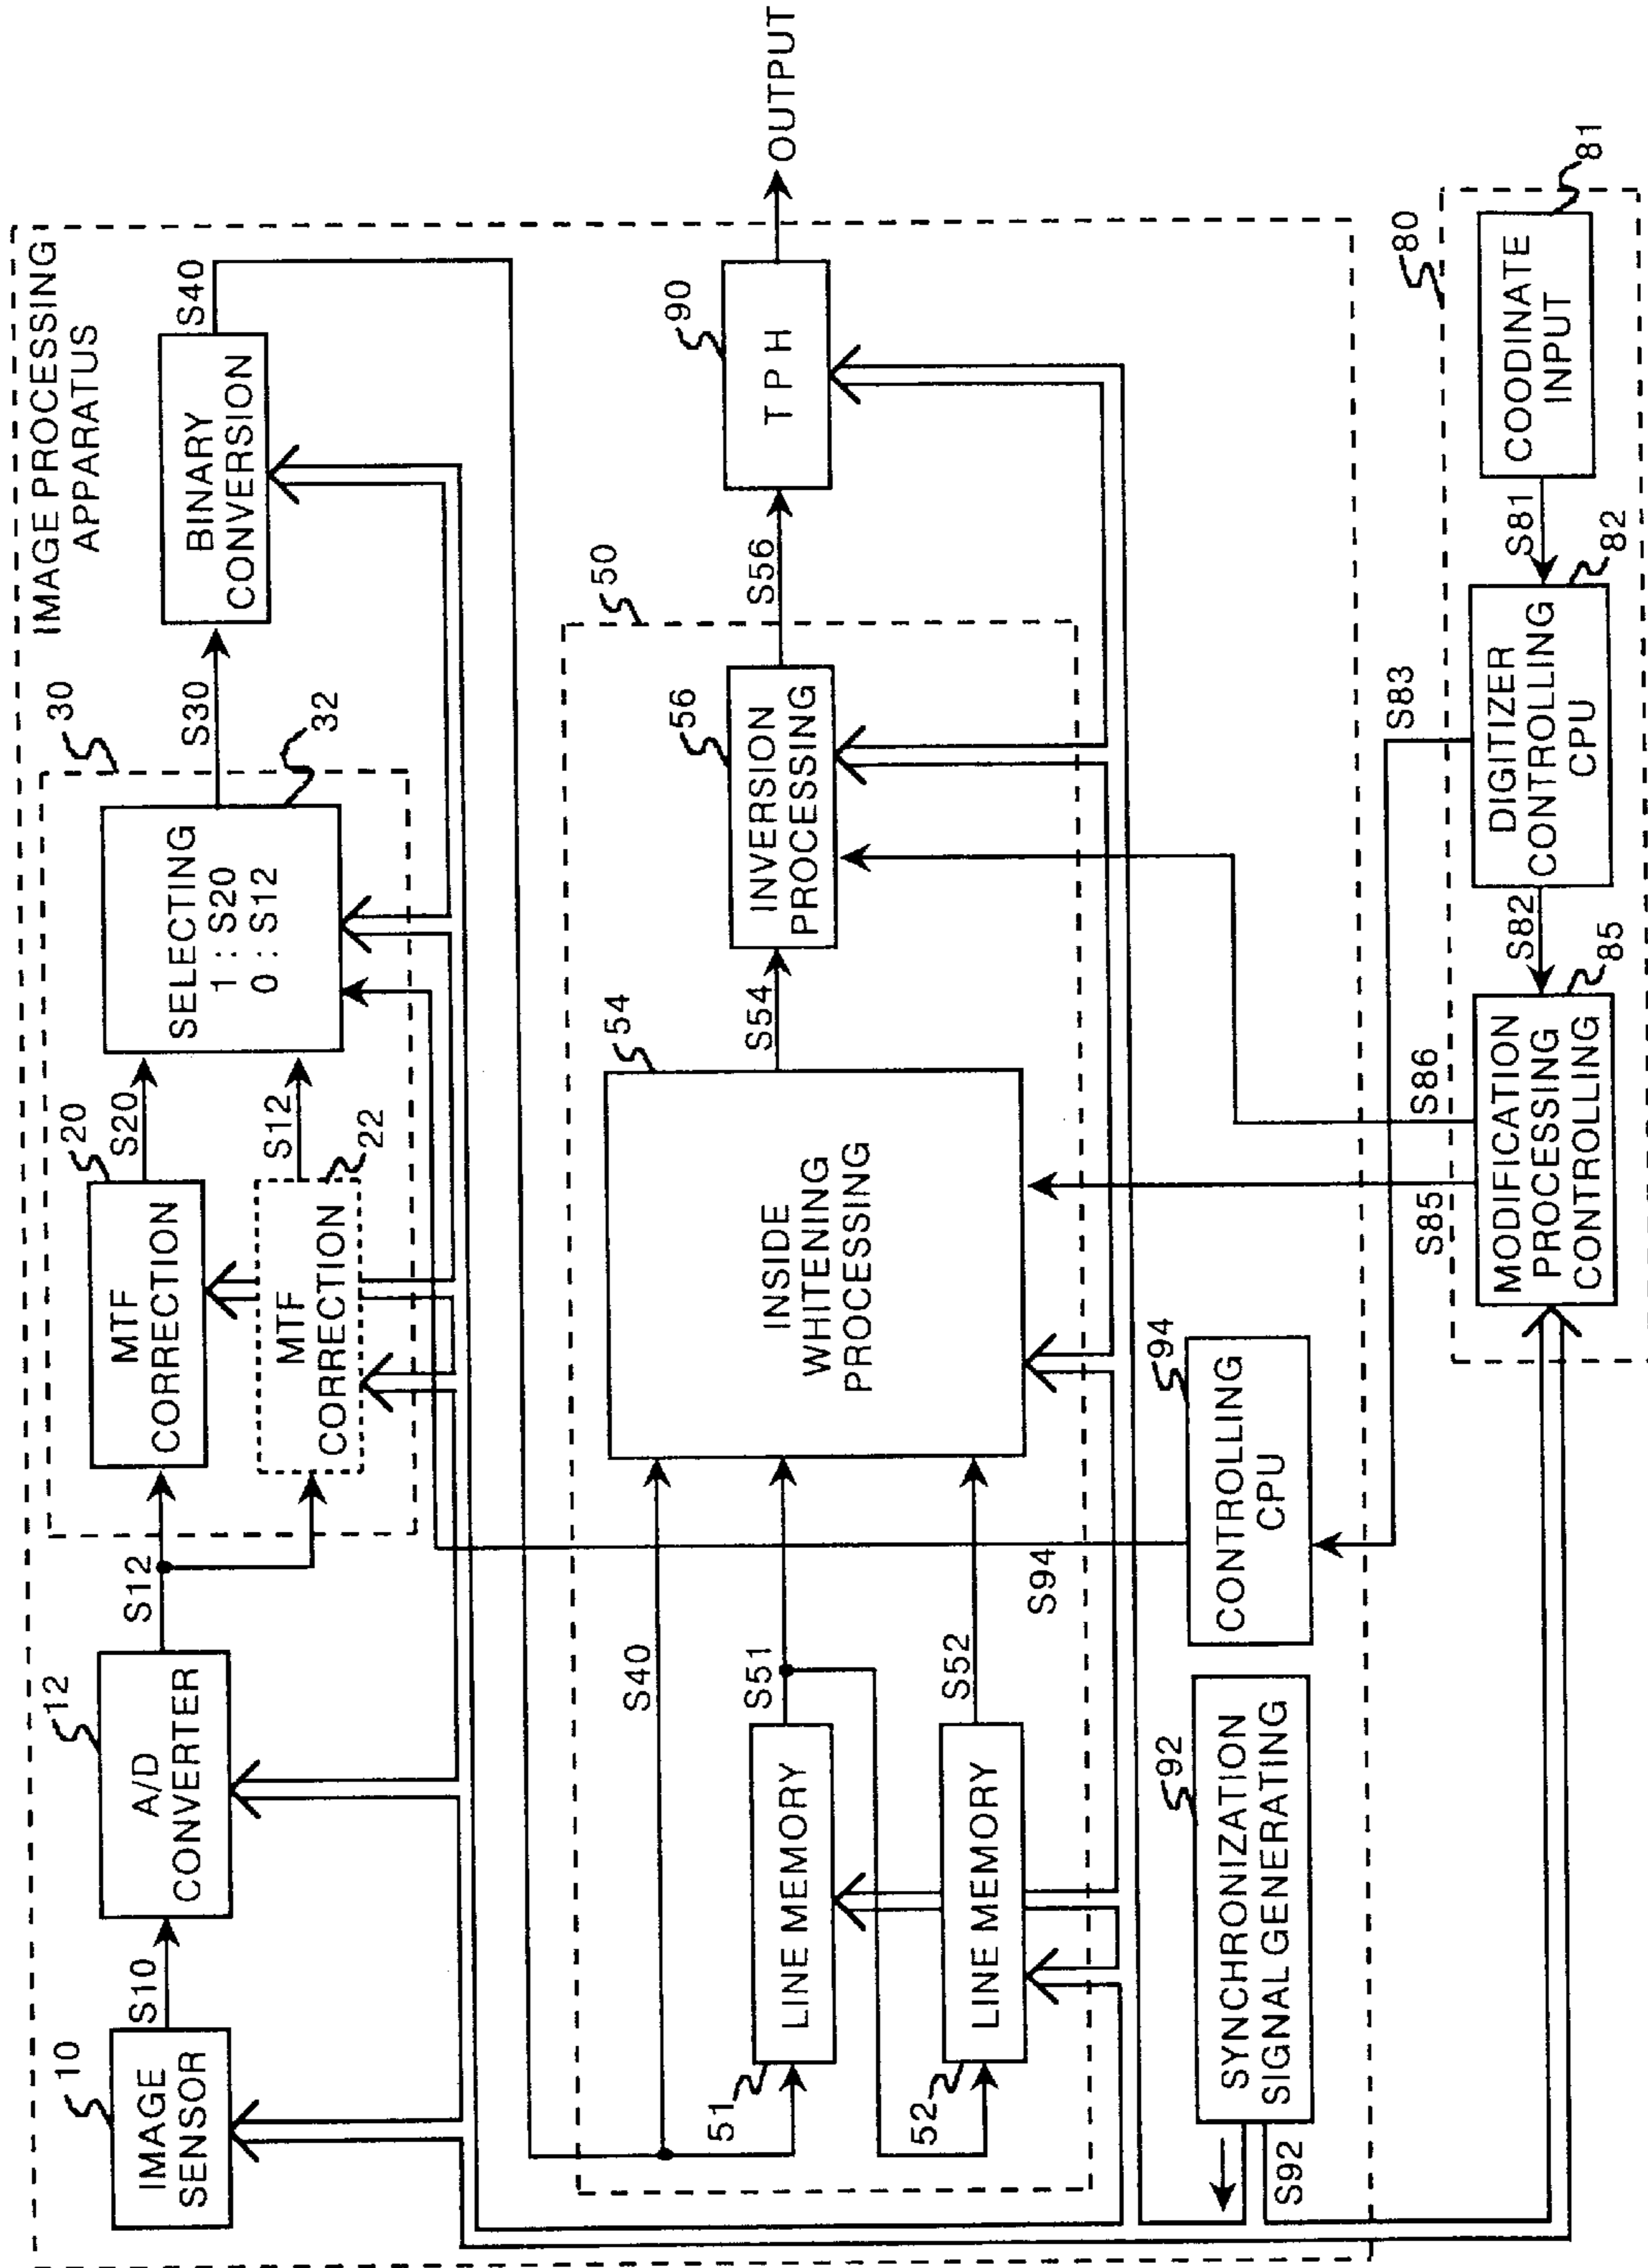 IMAGE PROCESSING
APPARATUS
10
IMAGE
SENSOR
S10
12
A/D
CONVERTER
S12
30
20
MTF
CORRECTION
S20
22
MTF
CORRECTION
S12
32
SELECTING
1 : S20
0 : S12
S30
BINARY
CONVERSION
S40
50
S40
51
LINE MEMORY
S51
52
LINE MEMORY
S52
54
INSIDE
WHITENING
PROCESSING
S54
56
INVERSION
PROCESSING
S56
90
T P H
OUTPUT
S94
92
SYNCHRONIZATION
SIGNAL GENERATING
S92
94
CONTROLLING
CPU
S85
S86
S83
80
85
MODIFICATION
PROCESSING
CONTROLLING
S82
82
DIGITIZER
CONTROLLING
CPU
S81
81
COODINATE
INPUT